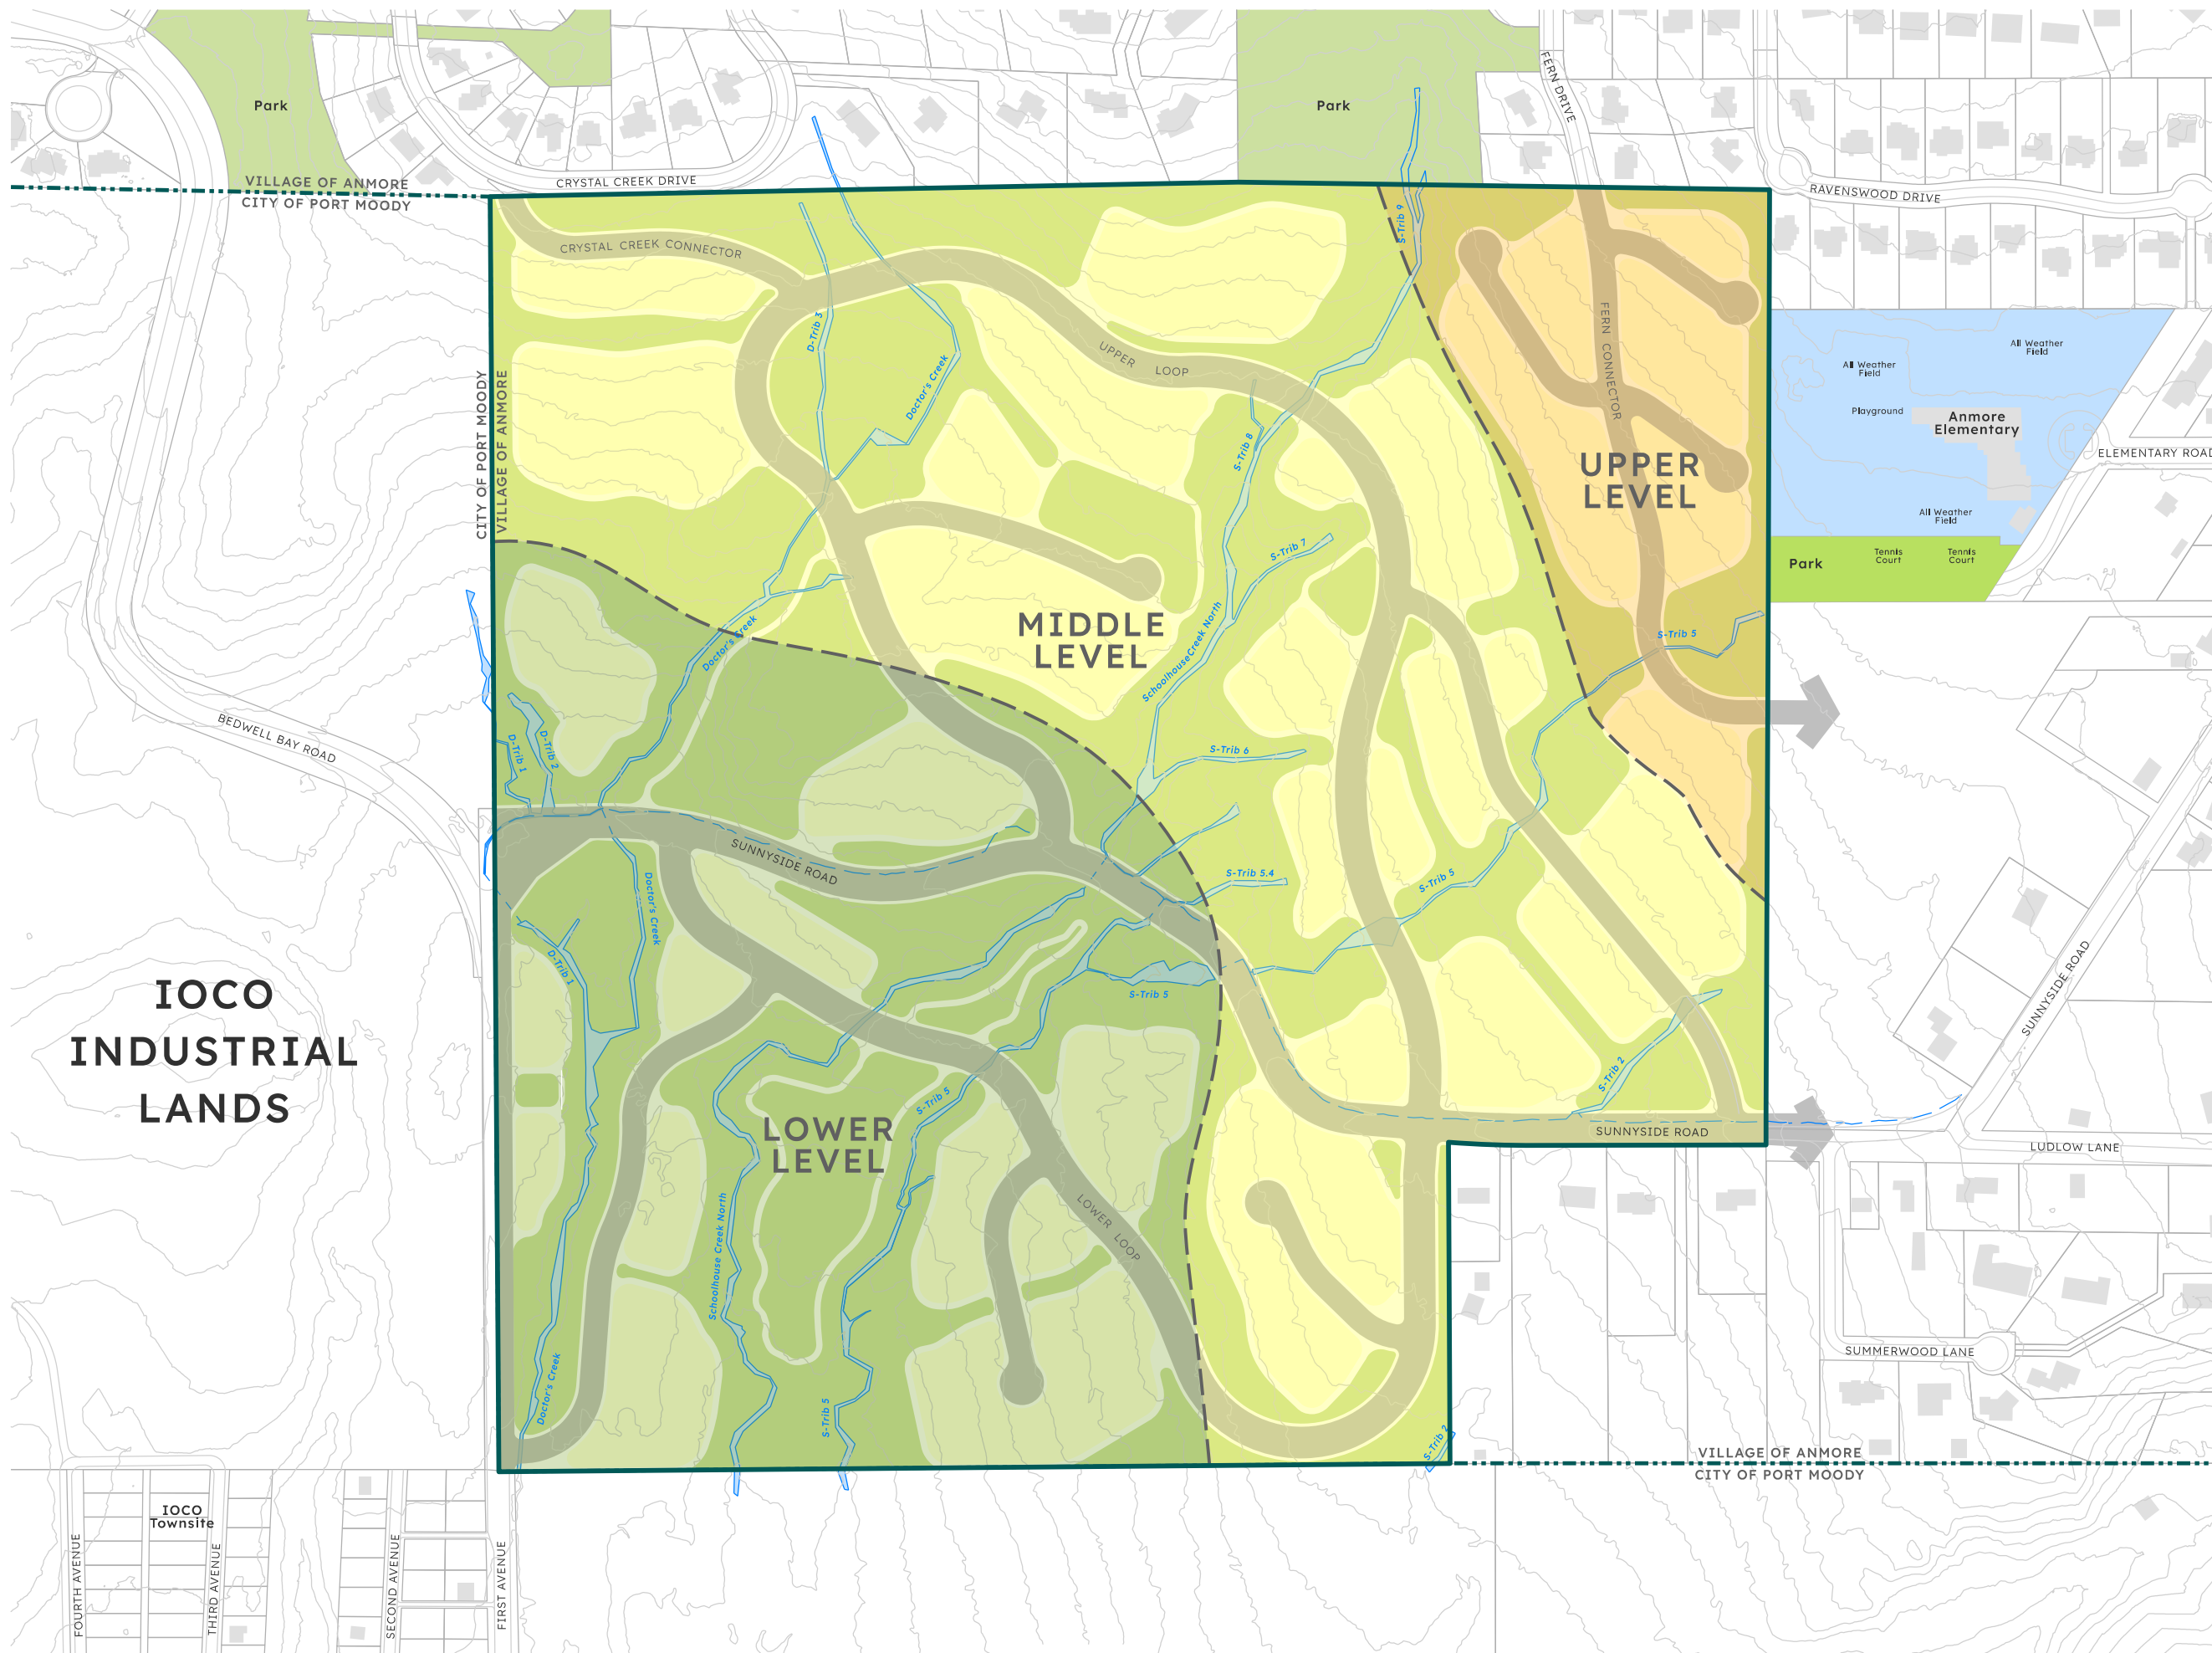 Park
Park
FERN DRIVE
VILLAGE OF ANMORE
CITY OF PORT MOODY
CRYSTAL CREEK DRIVE
RAVENSWOOD DRIVE
CRYSTAL CREEK CONNECTOR
S-Trib 9
D-Trib 3
Doctor's Creek
UPPER LOOP
FERN CONNECTOR
All Weather
Field
All Weather
Field
Playground
Anmore
Elementary
ELEMENTARY ROAD
All Weather
Field
Park
Tennis
Court
Tennis
Court
CITY OF PORT MOODY
VILLAGE OF ANMORE
UPPER
LEVEL
S-Trib 8
S-Trib 7
MIDDLE
LEVEL
Doctor's Creek
Schoolhouse Creek North
S-Trib 5
BEDWELL BAY ROAD
D-Trib 1
D-Trib 2
S-Trib 6
SUNNYSIDE ROAD
S-Trib 5.4
S-Trib 5
Doctor's Creek
D-Trib 1
S-Trib 5
SUNNYSIDE ROAD
IOCO
INDUSTRIAL
LANDS
S-Trib 2
S-Trib 5
LOWER
LEVEL
SUNNYSIDE ROAD
LUDLOW LANE
Schoolhouse Creek North
LOWER LOOP
SUMMERWOOD LANE
Doctor's Creek
S-Trib 5
S-Trib 2
VILLAGE OF ANMORE
CITY OF PORT MOODY
IOCO
Townsite
FOURTH AVENUE
THIRD AVENUE
SECOND AVENUE
FIRST AVENUE